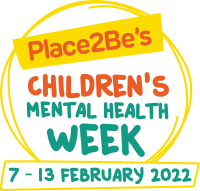 Place2Be's
CHILDREN'S
MENTAL HEALTH
WEEK
7 - 13 FEBRUARY 2022